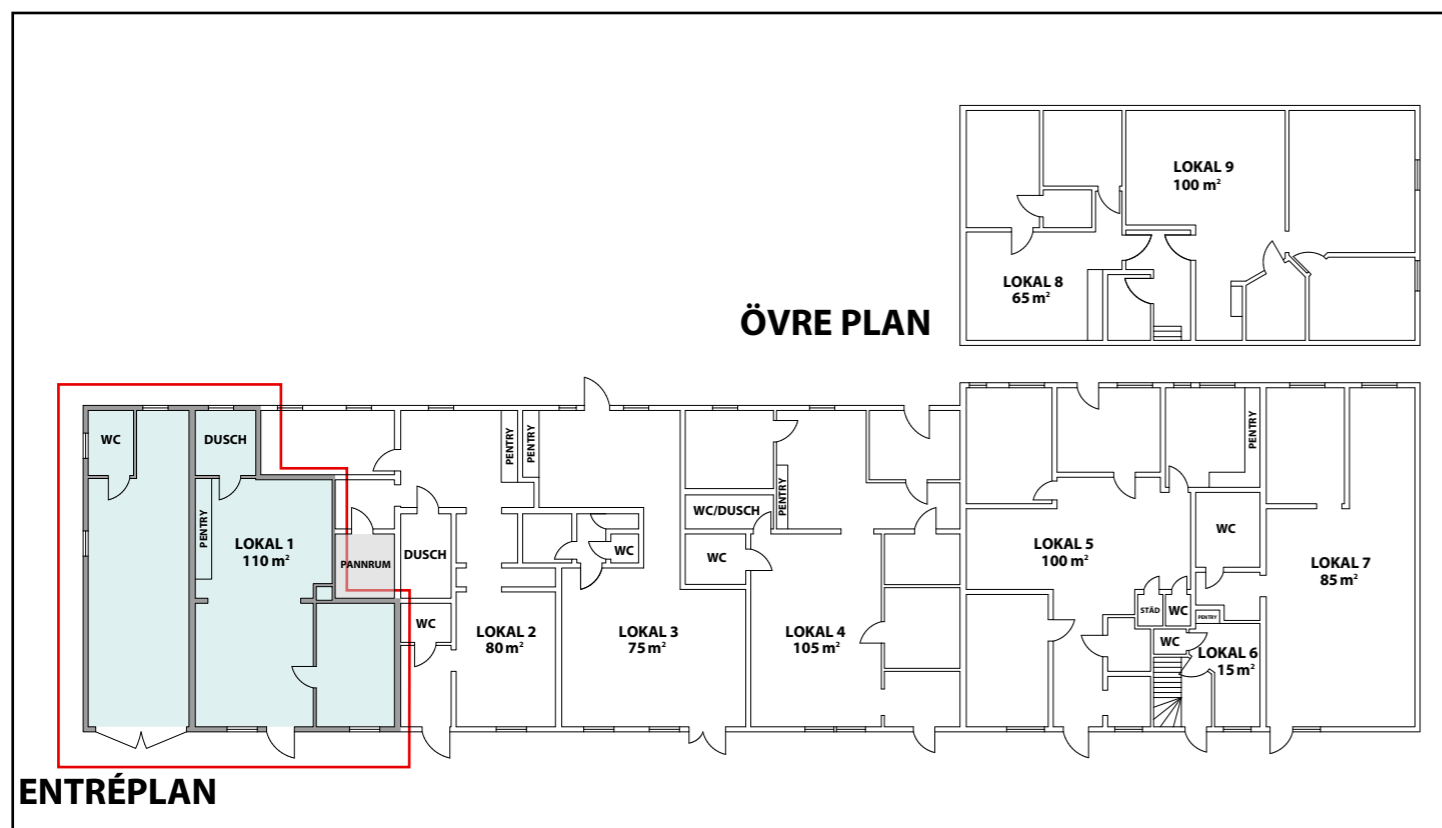 LOKAL 9
100 m²
LOKAL 8
65 m²
ÖVRE PLAN
WC
DUSCH
PENTRY
LOKAL 1
110 m²
PANNRUM
DUSCH
WC
PENTRY
LOKAL 2
80 m²
PENTRY
WC
LOKAL 3
75 m²
WC/DUSCH
WC
PENTRY
LOKAL 4
105 m²
LOKAL 5
100 m²
STÄD
WC
WC
PENTRY
WC
PENTRY
LOKAL 6
15 m²
LOKAL 7
85 m²
ENTRÉPLAN